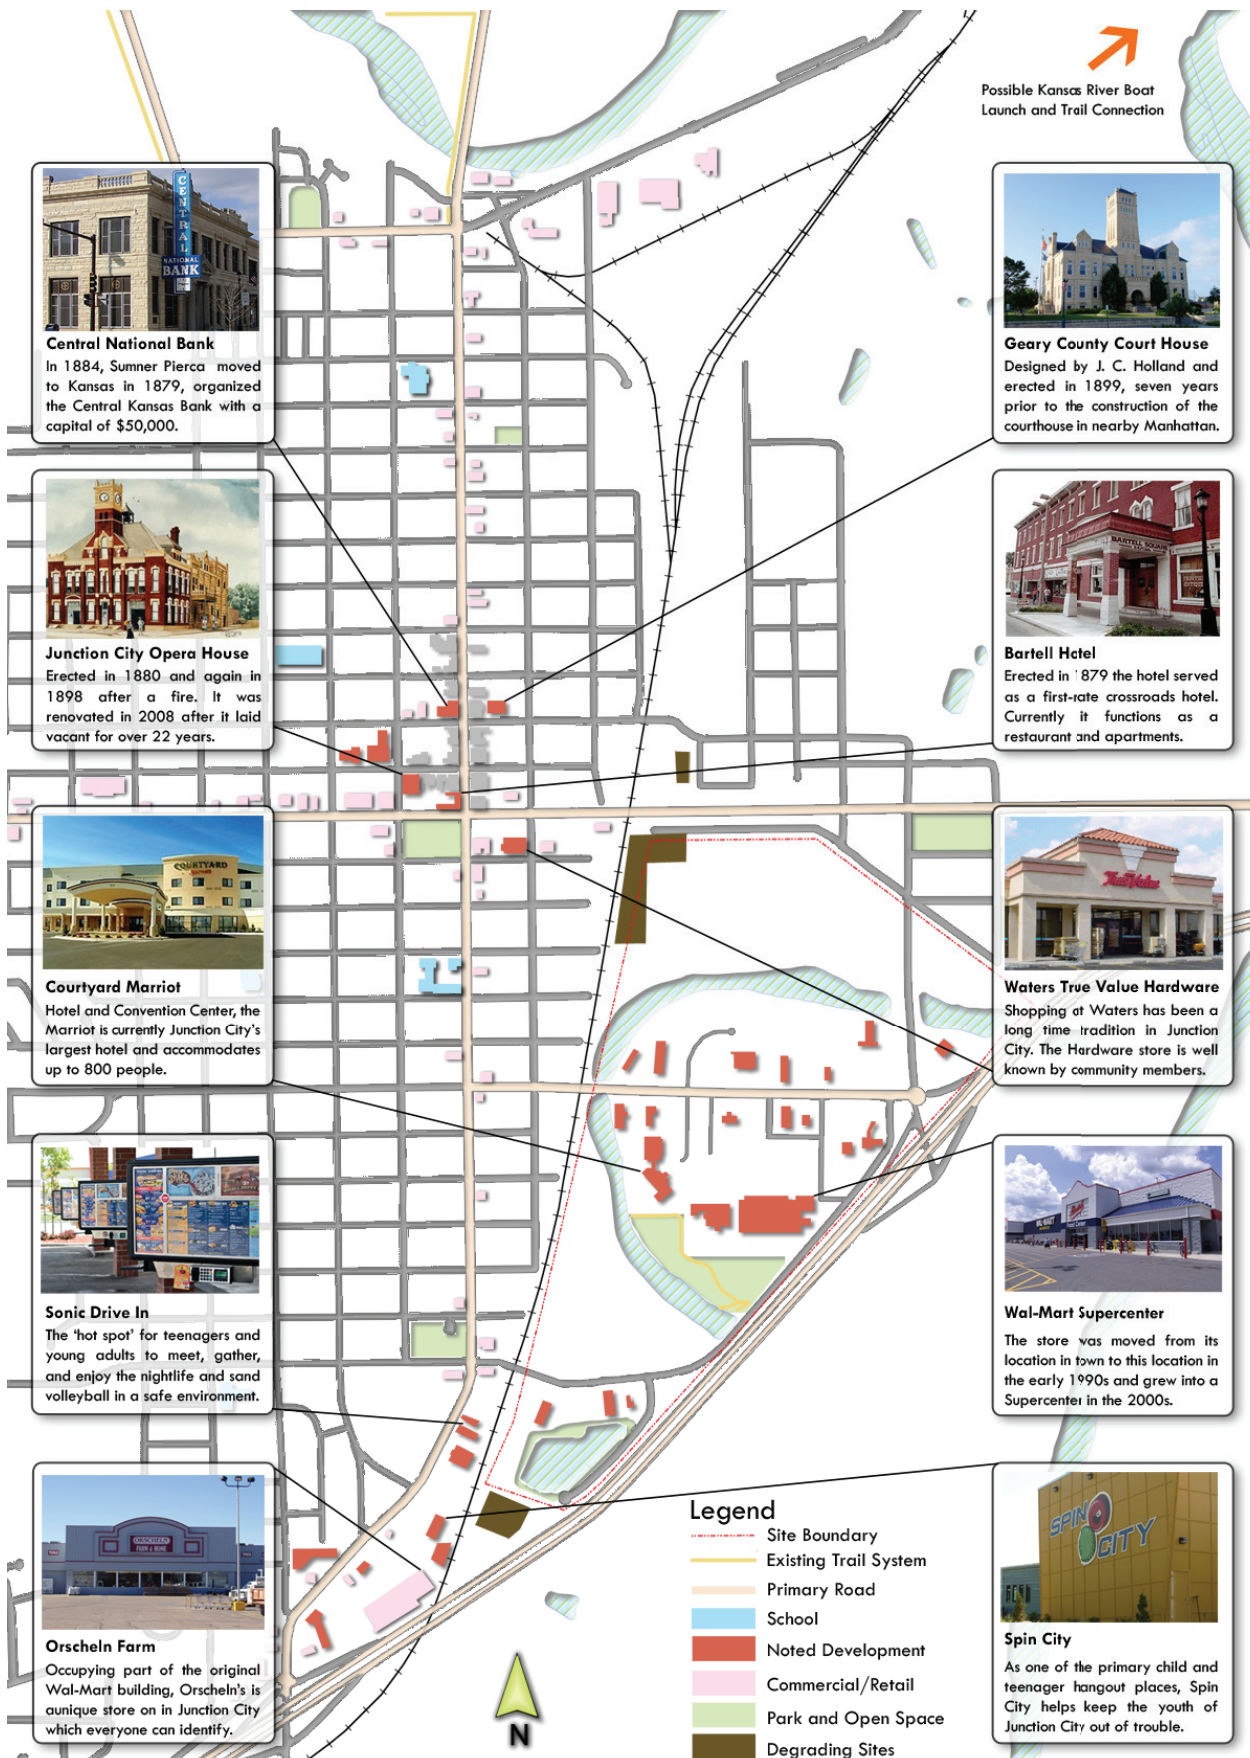 Possible Kansas River Boat
Launch and Trail Connection
CENTRAL
NATIONAL
BANK
Central National Bank
In 1884, Sumner Pierca moved
to Kansas in 1879, organized
the Central Kansas Bank with a
capital of $50,000.
Junction City Opera House
Erected in 1880 and again in
1898 after a fire. It was
renovated in 2008 after it laid
vacant for over 22 years.
COURTYARD
Courtyard Marriot
Hotel and Convention Center, the
Marriot is currently Junction City's
largest hotel and accommodates
up to 800 people.
Sonic Drive In
The 'hot spot' for teenagers and
young adults to meet, gather,
and enjoy the nightlife and sand
volleyball in a safe environment.
ORSCHELN
FARM & HOME
Orscheln Farm
Occupying part of the original
Wal-Mart building, Orscheln's is
aunique store on in Junction City
which everyone can identify.
Geary County Court House
Designed by J. C. Holland and
erected in 1899, seven years
prior to the construction of the
courthouse in nearby Manhattan.
BARTELL SQUARE
Bartell Hotel
Erected in 1879 the hotel served
as a first-rate crossroads hotel.
Currently it functions as a
restaurant and apartments.
True Value
Waters True Value Hardware
Shopping at Waters has been a
long time tradition in Junction
City. The Hardware store is well
known by community members.
WAL-MART
Food Center
Wal-Mart Supercenter
The store was moved from its
location in town to this location in
the early 1990s and grew into a
Supercenter in the 2000s.
SPIN
CITY
Spin City
As one of the primary child and
teenager hangout places, Spin
City helps keep the youth of
Junction City out of trouble.
Legend
Site Boundary
Existing Trail System
Primary Road
School
Noted Development
Commercial/Retail
Park and Open Space
Degrading Sites
N